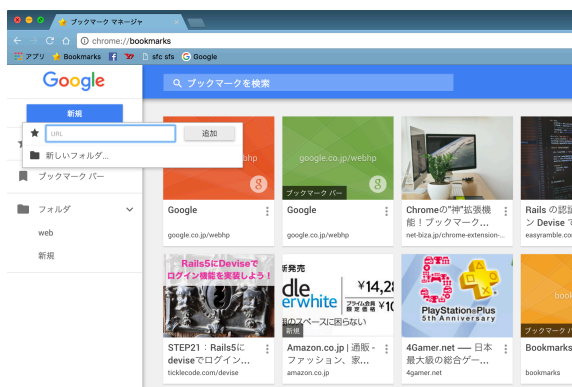 ブックマーク マネージャ
chrome://bookmarks
アプリ Bookmarks sfc sfs Google
Google
ブックマークを検索
新規
URL 追加
新しいフォルダ...
ブックマーク バー
フォルダ
web
新規
google.co.jp/webhp
ブックマーク バー
Google
google.co.jp/webhp
Google
google.co.jp/webhp
Chromeの"神"拡張機
能！ブックマーク...
net-biza.jp/chrome-extension-...
Rails の認証
ン Devise で
easyramble.co
Rails5にDeviseで
ログイン機能を実装しよう！
STEP21：Rails5に
deviseでログイン...
ticklecode.com/devise
新発売
dle
erwhite
¥14,28
プライム会員
限定価格 ¥10
のスペースに困らない
新規
Amazon.co.jp | 通販 -
ファッション、家...
amazon.co.jp
PlayStation®Plus
5th Anniversary
4Gamer.net ── 日本
最大級の総合ゲー...
4gamer.net
book
ブックマーク バ
Bookmarks
bookmarks